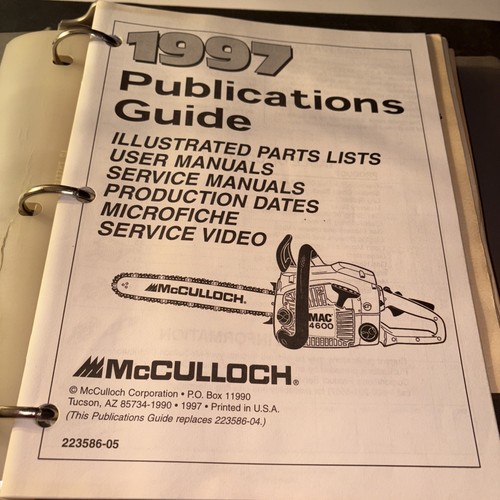 1997
Publications
Guide
ILLUSTRATED PARTS LISTS
USER MANUALS
SERVICE MANUALS
PRODUCTION DATES
MICROFICHE
SERVICE VIDEO
McCULLOCH.
MAC
4600
McCULLOCH®
© McCulloch Corporation • P.O. Box 11990
Tucson, AZ 85734-1990 • 1997 • Printed in U.S.A.
(This Publications Guide replaces 223586-04.)
223586-05